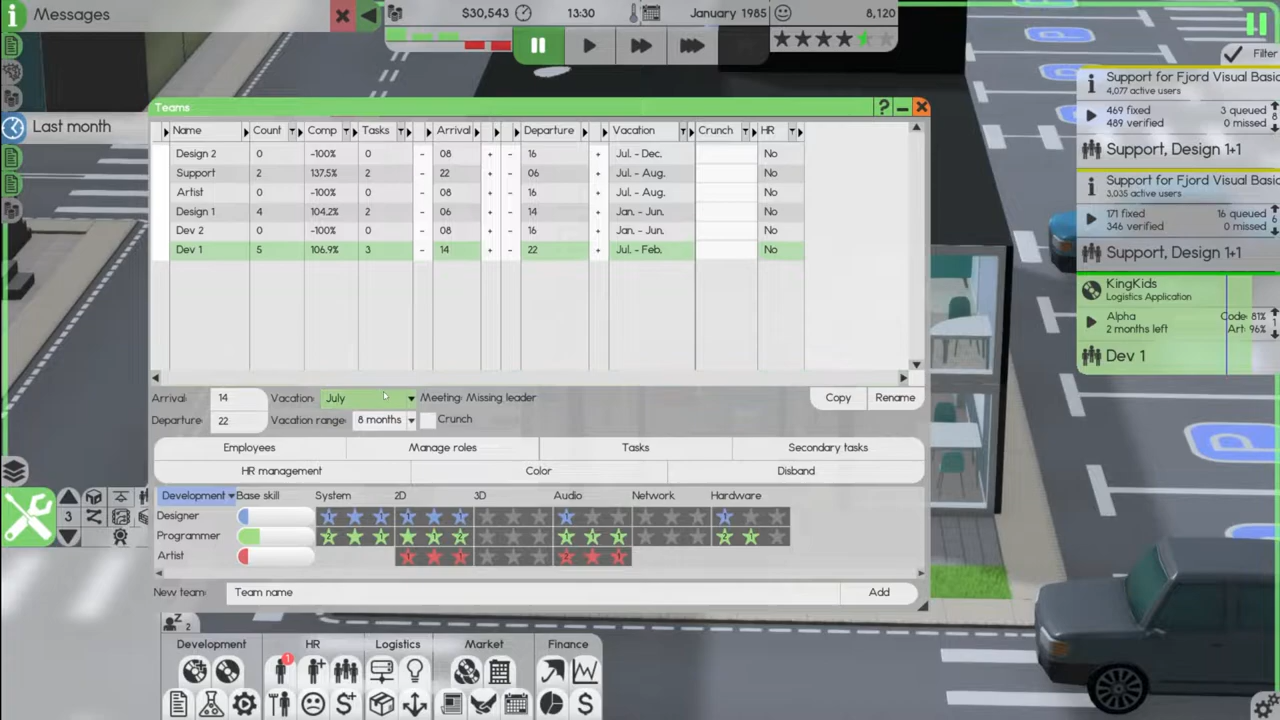 Messages
$30,543
13:30
January 1985
8,120
Filter
Last month
Teams
?
Name Count Comp Tasks Arrival Departure Vacation Crunch HR
Design 2 0 -100% 0 - 08 + - 16 + Jul. - Dec. No
Support 2 137.5% 2 - 22 + - 06 + Jul. - Aug. No
Artist 0 -100% 0 - 08 + - 16 + Jul. - Aug. No
Design 1 4 104.2% 2 - 06 + - 14 + Jan. - Jun. No
Dev 2 0 -100% 0 - 08 + - 16 + Jan. - Jun. No
Dev 1 5 106.9% 3 - 14 + - 22 + Jul. - Feb. No
Arrival: 14 Vacation: July Meeting: Missing leader Copy Rename
Departure: 22 Vacation range: 8 months Crunch
Employees Manage roles Tasks Secondary tasks
HR management Color Disband
Development Base skill System 2D 3D Audio Network Hardware
Designer
Programmer
Artist
New team: Team name Add
Support for Fjord Visual Basic
4,077 active users
469 fixed 3 queued
489 verified 0 missed
Support, Design 1+1
Support for Fjord Visual Basic
3,035 active users
171 fixed 16 queued
346 verified 0 missed
Support, Design 1+1
KingKids
Logistics Application
Alpha Code: 81%
2 months left Art: 96%
Dev 1
3
2
Development HR Logistics Market Finance
1